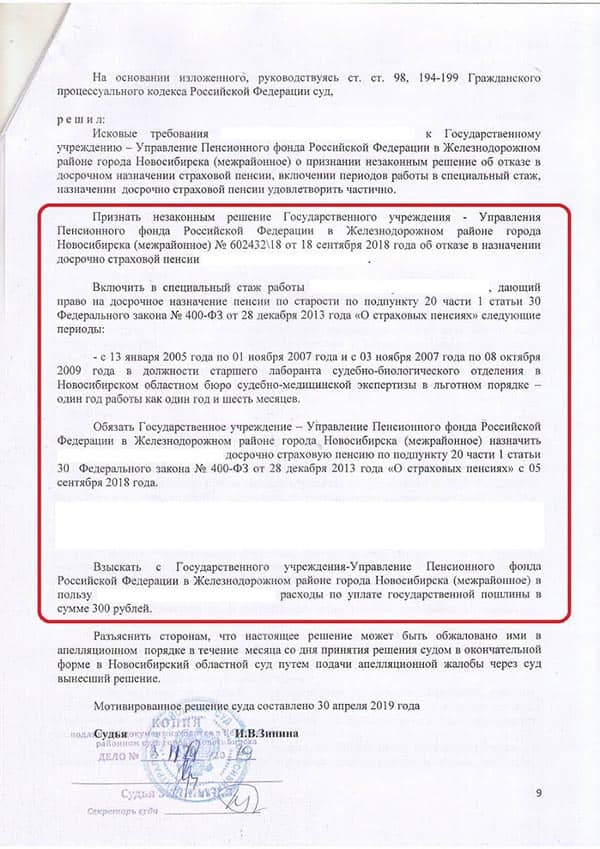 На основании изложенного, руководствуясь ст. ст. 98, 194-199 Гражданского
процессуального кодекса Российской Федерации суд,
р е ш и л:
Исковые требования к Государственному
учреждению – Управление Пенсионного фонда Российской Федерации в Железнодорожном
районе города Новосибирска (межрайонное) о признании незаконным решение об отказе в
досрочном назначении страховой пенсии, включении периодов работы в специальный стаж,
назначении досрочно страховой пенсии удовлетворить частично.
Признать незаконным решение Государственного учреждения - Управления
Пенсионного фонда Российской Федерации в Железнодорожном районе города
Новосибирска (межрайонное) № 602432\18 от 18 сентября 2018 года об отказе в назначении
досрочно страховой пенсии .
Включить в специальный стаж работы , дающий
право на досрочное назначение пенсии по старости по подпункту 20 части 1 статьи 30
Федерального закона № 400-ФЗ от 28 декабря 2013 года «О страховых пенсиях» следующие
периоды:
- с 13 января 2005 года по 01 ноября 2007 года и с 03 ноября 2007 года по 08 октября
2009 года в должности старшего лаборанта судебно-биологического отделения в
Новосибирском областном бюро судебно-медицинской экспертизы в льготном порядке –
один год работы как один год и шесть месяцев.
Обязать Государственное учреждение – Управление Пенсионного фонда Российской
Федерации в Железнодорожном районе города Новосибирска (межрайонное) назначить
досрочно страховую пенсию по подпункту 20 части 1 статьи
30 Федерального закона № 400-ФЗ от 28 декабря 2013 года «О страховых пенсиях» с 05
сентября 2018 года.
Взыскать с Государственного учреждения-Управление Пенсионного фонда
Российской Федерации в Железнодорожном районе города Новосибирска (межрайонное) в
пользу расходы по уплате государственной пошлины в
сумме 300 рублей.
Разъяснить сторонам, что настоящее решение может быть обжаловано ими в
апелляционном порядке в течение месяца со дня принятия решения судом в окончательной
форме в Новосибирский областной суд путем подачи апелляционной жалобы через суд
вынесший решение.
Мотивированное решение суда составлено 30 апреля 2019 года
КОПИЯ
Судья И.В.Зинина
ДЕЛО №
Судья
Секретарь суда
9